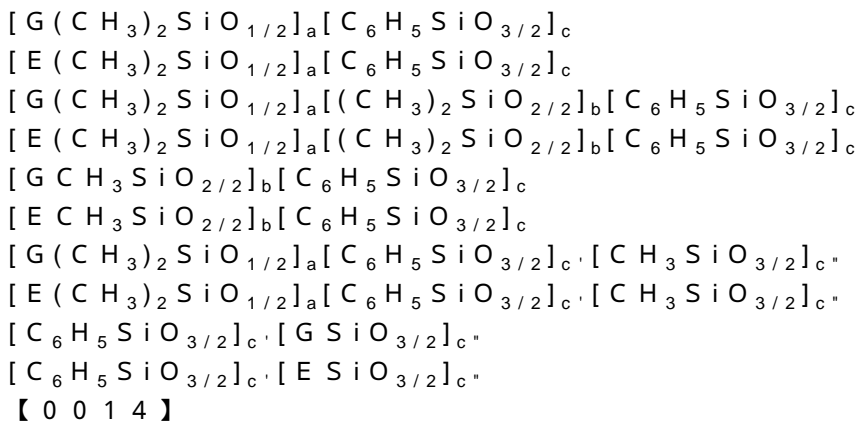 [G(CH₃)₂SiO₁/₂]ₐ[C₆H₅SiO₃/₂]c
[E(CH₃)₂SiO₁/₂]ₐ[C₆H₅SiO₃/₂]c
[G(CH₃)₂SiO₁/₂]ₐ[(CH₃)₂SiO₂/₂]b[C₆H₅SiO₃/₂]c
[E(CH₃)₂SiO₁/₂]ₐ[(CH₃)₂SiO₂/₂]b[C₆H₅SiO₃/₂]c
[GCH₃SiO₂/₂]b[C₆H₅SiO₃/₂]c
[ECH₃SiO₂/₂]b[C₆H₅SiO₃/₂]c
[G(CH₃)₂SiO₁/₂]ₐ[C₆H₅SiO₃/₂]c'[CH₃SiO₃/₂]c"
[E(CH₃)₂SiO₁/₂]ₐ[C₆H₅SiO₃/₂]c'[CH₃SiO₃/₂]c"
[C₆H₅SiO₃/₂]c'[GSiO₃/₂]c"
[C₆H₅SiO₃/₂]c'[ESiO₃/₂]c"
【0014】